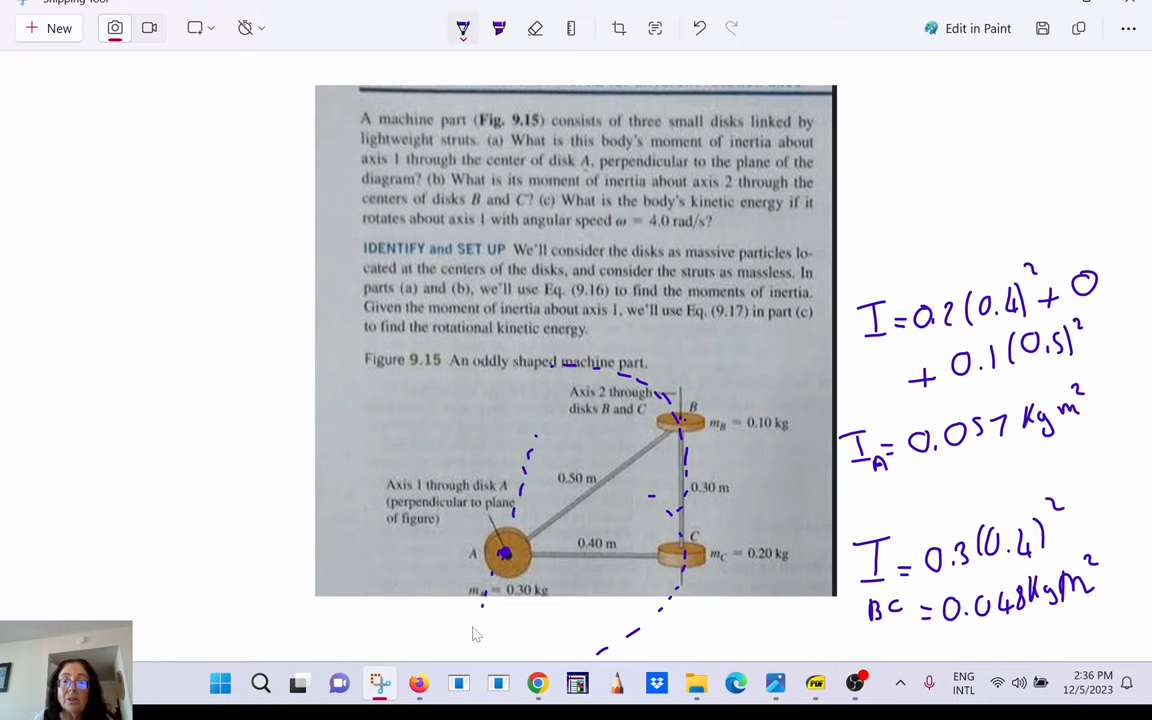 New
Edit in Paint
A machine part (Fig. 9.15) consists of three small disks linked by
lightweight struts. (a) What is this body's moment of inertia about
axis 1 through the center of disk A, perpendicular to the plane of the
diagram? (b) What is its moment of inertia about axis 2 through the
centers of disks B and C? (c) What is the body's kinetic energy if it
rotates about axis 1 with angular speed ω = 4.0 rad/s?
IDENTIFY and SET UP We'll consider the disks as massive particles lo-
cated at the centers of the disks, and consider the struts as massless. In
parts (a) and (b), we'll use Eq. (9.16) to find the moments of inertia.
Given the moment of inertia about axis 1, we'll use Eq. (9.17) in part (c)
to find the rotational kinetic energy.
Figure 9.15 An oddly shaped machine part.
Axis 2 through
disks B and C
B
mB = 0.10 kg
0.50 m
0.30 m
Axis 1 through disk A
(perpendicular to plane
of figure)
A
0.40 m
C
mC = 0.20 kg
= 0.30 kg
I = 0.2 (0.4)² + 0
+ 0.1 (0.5)²
IA = 0.057 Kg m²
I = 0.3 (0.4)²
BC = 0.048 Kg m²
ENG
INTL
2:36 PM
12/5/2023